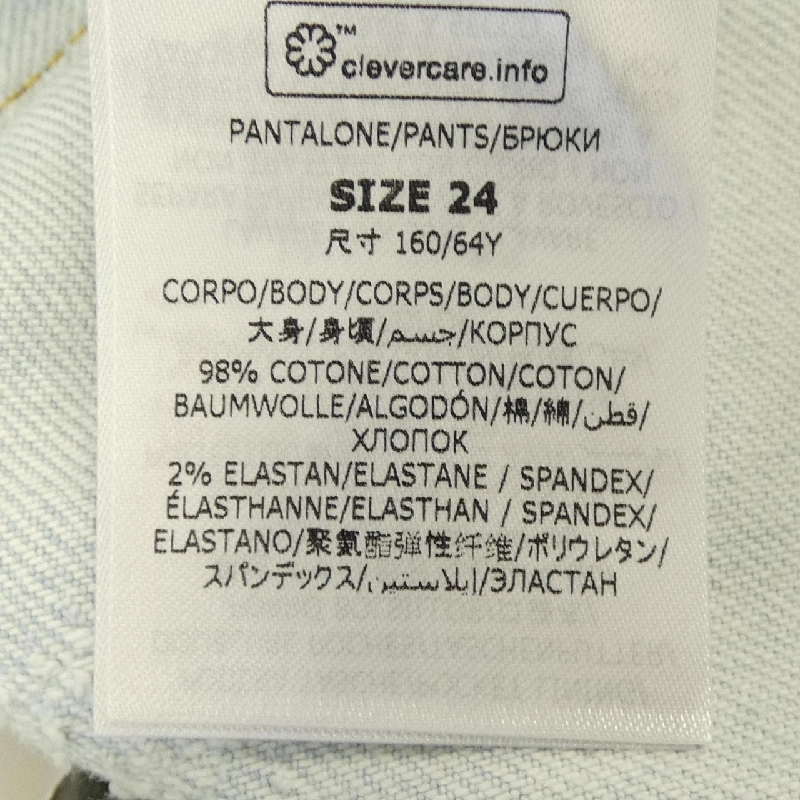 ™
clevercare.info
PANTALONE/PANTS/БРЮКИ
SIZE 24
尺寸 160/64Y
CORPO/BODY/CORPS/BODY/CUERPO/
大身/身頃/جسم/КОРПУС
98% COTONE/COTTON/COTON/
BAUMWOLLE/ALGODÓN/棉/綿/قطن/
ХЛОПОК
2% ELASTAN/ELASTANE / SPANDEX/
ÉLASTHANNE/ELASTHAN / SPANDEX/
ELASTANO/聚氨酯弹性纤维/ポリウレタン/
スパンデックス/إيلاستين/ЭЛАСТАН